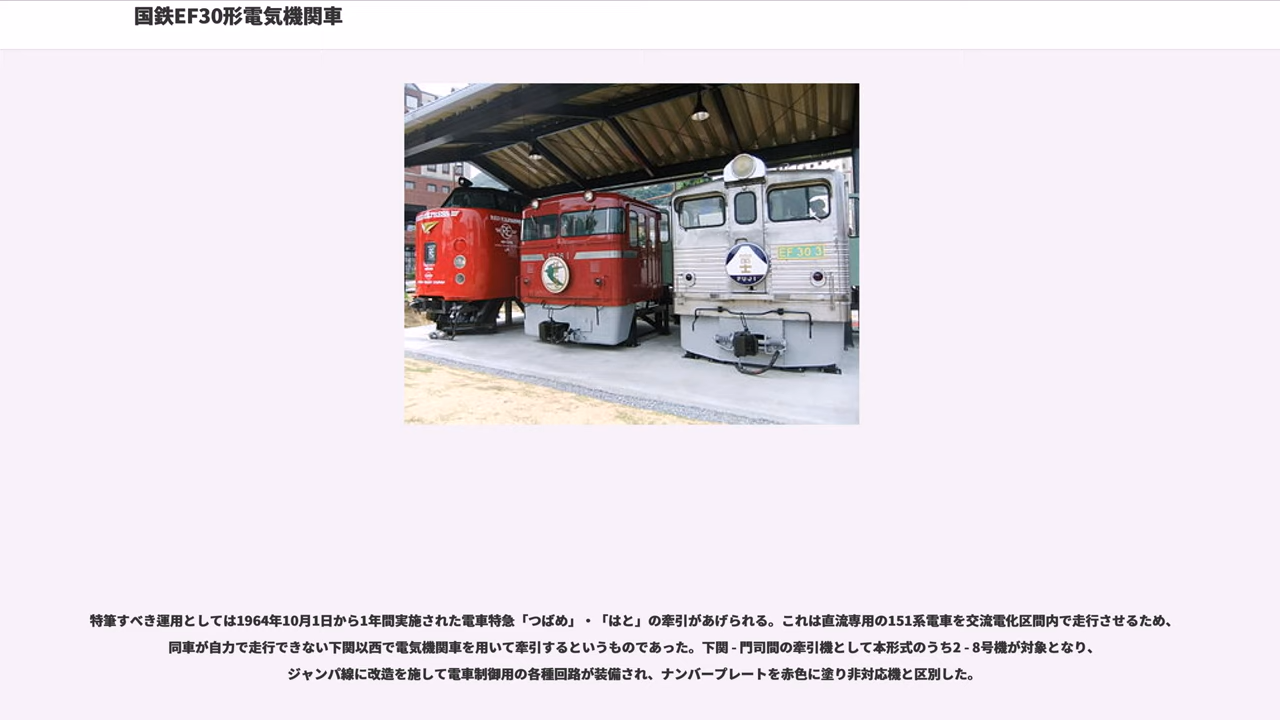 国鉄EF30形電気機関車
EF 30 3
富士
特筆すべき運用としては1964年10月1日から1年間実施された電車特急「つばめ」・「はと」の牽引があげられる。これは直流専用の151系電車を交流電化区間内で走行させるため、
同車が自力で走行できない下関以西で電気機関車を用いて牽引するというものであった。下関 - 門司間の牽引機として本形式のうち2 - 8号機が対象となり、
ジャンパ線に改造を施して電車制御用の各種回路が装備され、ナンバープレートを赤色に塗り非対応機と区別した。